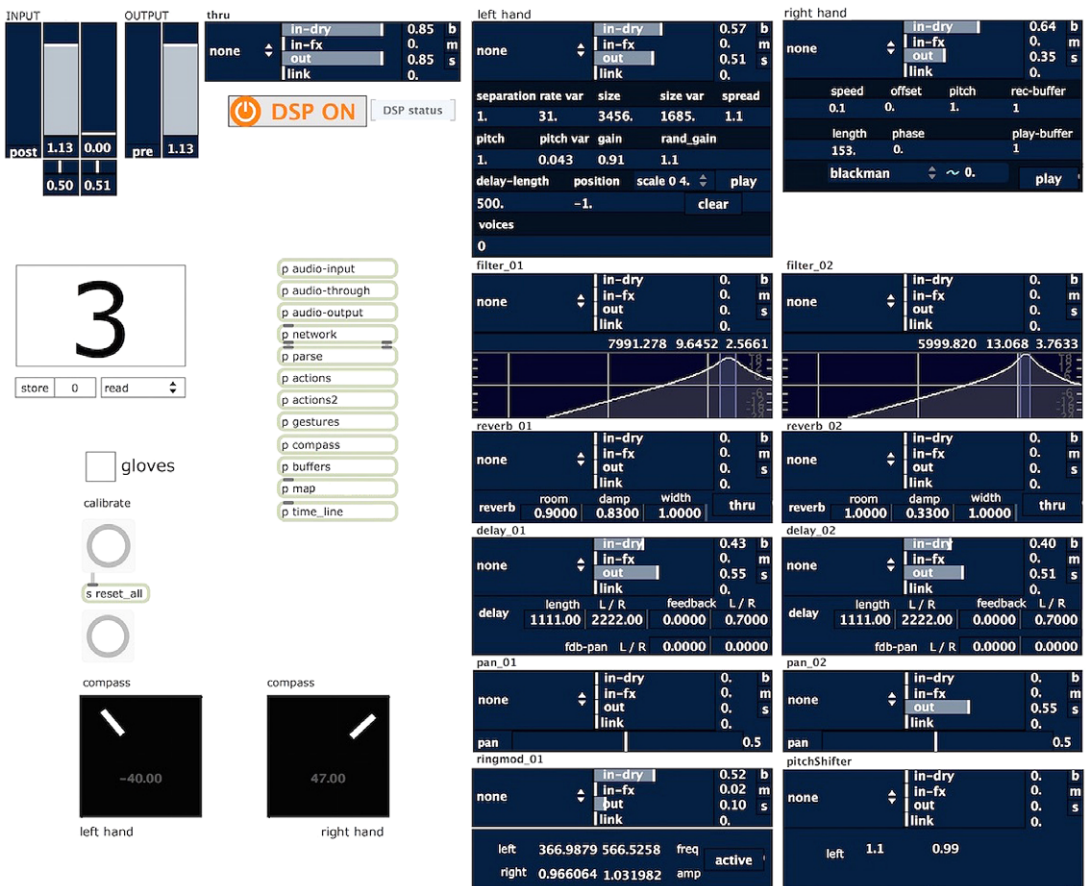 INPUT
post 1.13 0.00
0.50 0.51
OUTPUT
pre 1.13
thru
none
in-dry 0.85 b
in-fx 0. m
out 0.85 s
link 0.
DSP ON
DSP status
3
store 0 read
gloves
calibrate
s reset_all
p audio-input
p audio-through
p audio-output
p network
p parse
p actions
p actions2
p gestures
p compass
p buffers
p map
p time_line
compass
-40.00
left hand
compass
47.00
right hand
left hand
none
in-dry 0.57 b
in-fx 0. m
out 0.51 s
link 0.
separation rate var size size var spread
1. 31. 3456. 1685. 1.1
pitch pitch var gain rand_gain
1. 0.043 0.91 1.1
delay-length position scale 0 4. play
500. -1. clear
voices
0
right hand
none
in-dry 0.64 b
in-fx 0. m
out 0.35 s
link 0.
speed offset pitch rec-buffer
0.1 0. 1. 1
length phase play-buffer
153. 0. 1
blackman ~ 0. play
filter_01
none
in-dry 0. b
in-fx 0. m
out 0. s
link 0.
7991.278 9.6452 2.5661
filter_02
none
in-dry 0. b
in-fx 0. m
out 0. s
link 0.
5999.820 13.068 3.7633
reverb_01
none
in-dry 0. b
in-fx 0. m
out 0. s
link 0.
room damp width
reverb 0.9000 0.8300 1.0000 thru
reverb_02
none
in-dry 0. b
in-fx 0. m
out 0. s
link 0.
room damp width
reverb 1.0000 0.3300 1.0000 thru
delay_01
none
in-dry 0.43 b
in-fx 0. m
out 0.55 s
link 0.
length L / R feedback L / R
delay 1111.00 2222.00 0.0000 0.7000
fdb-pan L / R 0.0000 0.0000
delay_02
none
in-dry 0.40 b
in-fx 0. m
out 0.51 s
link 0.
length L / R feedback L / R
delay 1111.00 2222.00 0.0000 0.7000
fdb-pan L / R 0.0000 0.0000
pan_01
none
in-dry 0. b
in-fx 0. m
out 0. s
link 0.
pan 0.5
pan_02
none
in-dry 0. b
in-fx 0. m
out 0.55 s
link 0.
pan 0.5
ringmod_01
none
in-dry 0.52 b
in-fx 0.02 m
out 0.10 s
link 0.
left 366.9879 566.5258 freq
right 0.966064 1.031982 amp
active
pitchShifter
none
in-dry 0. b
in-fx 0. m
out 0. s
link 0.
left 1.1 0.99